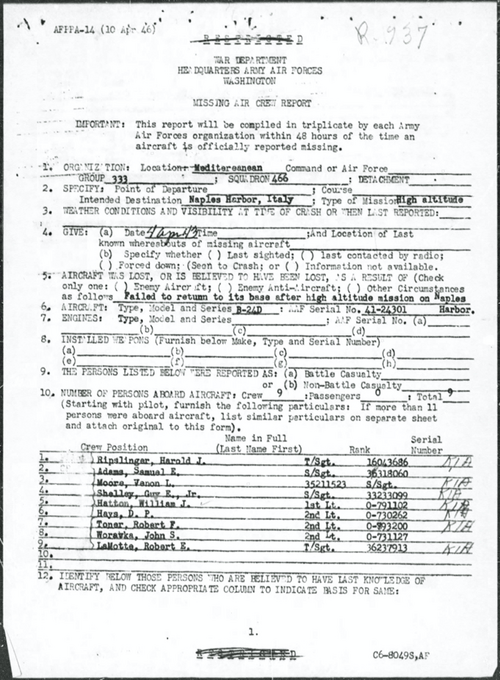 AFPPA-14 (10 Apr 46)
R-937
RESTRICTED
WAR DEPARTMENT
HEADQUARTERS ARMY AIR FORCES
WASHINGTON
MISSING AIR CREW REPORT
IMPORTANT: This report will be compiled in triplicate by each Army
Air Forces organization within 48 hours of the time an
aircraft is officially reported missing.
1. ORGANIZATION: Location Mediterranean Command or Air Force
GROUP 333 ; SQUADRON 466 ; DETACHMENT
2. SPECIFY: Point of Departure ; Course
Intended Destination Naples Harbor, Italy ; Type of Mission High altitude
3. WEATHER CONDITIONS AND VISIBILITY AT TIME OF CRASH OR WHEN LAST REPORTED:
4. GIVE: (a) Date 4 Apr 43 Time ;And Location of Last
known whereabouts of missing aircraft
(b) Specify whether ( ) Last sighted; ( ) last contacted by radio;
( ) Forced down; (Seen to Crash; or ( ) Information not available.
5. AIRCRAFT WAS LOST, OR IS BELIEVED TO HAVE BEEN LOST, AS A RESULT OF (Check
only one: ( ) Enemy Aircraft; ( ) Enemy Anti-Aircraft; ( ) Other Circumstances
as follows Failed to return to its base after high altitude mission on Naples
6. AIRCRAFT: Type, Model and Series B-24D : AAF Serial No. 41-24301 Harbor.
7. ENGINES: Type, Model and Series ; AAF Serial No. (a)
(b) (c) (d)
8. INSTALLED WEAPONS (Furnish below Make, Type and Serial Number)
(a) (b) (c) (d)
(e) (f) (g) (h)
9. THE PERSONS LISTED BELOW WERE REPORTED AS: (a) Battle Casualty
or (b) Non-Battle Casualty
10. NUMBER OF PERSONS ABOARD AIRCRAFT: Crew 9 :Passengers 0 ; Total 9
(Starting with pilot, furnish the following particulars: If more than 11
persons were aboard aircraft, list similar particulars on separate sheet
and attach original to this form).
Name in Full Serial
Crew Position (Last Name First) Rank Number
1. Ripslinger, Harold J. T/Sgt. 16043686 KIA
2. Adams, Samuel E. S/Sgt. 36318060
3. Moore, Venon L. 35211523 S/Sgt. KIA
4. Shelley, Guy E., Jr. S/Sgt. 33233099 KIA
5. Hatton, William J. 1st Lt. 0-791102 KIA
6. Hays, D. P. 2nd Lt. 0-730262 KIA
7. Toner, Robert F. 2nd Lt. 0-793200 KIA
8. Woravka, John S. 2nd Lt. 0-731127
9. LaMotte, Robert E. T/Sgt. 36237913 KIA
10.
11.
12. IDENTIFY BELOW THOSE PERSONS WHO ARE BELIEVED TO HAVE LAST KNOWLEDGE OF
AIRCRAFT, AND CHECK APPROPRIATE COLUMN TO INDICATE BASIS FOR SAME:
1.
RESTRICTED
C6-8049S,AF